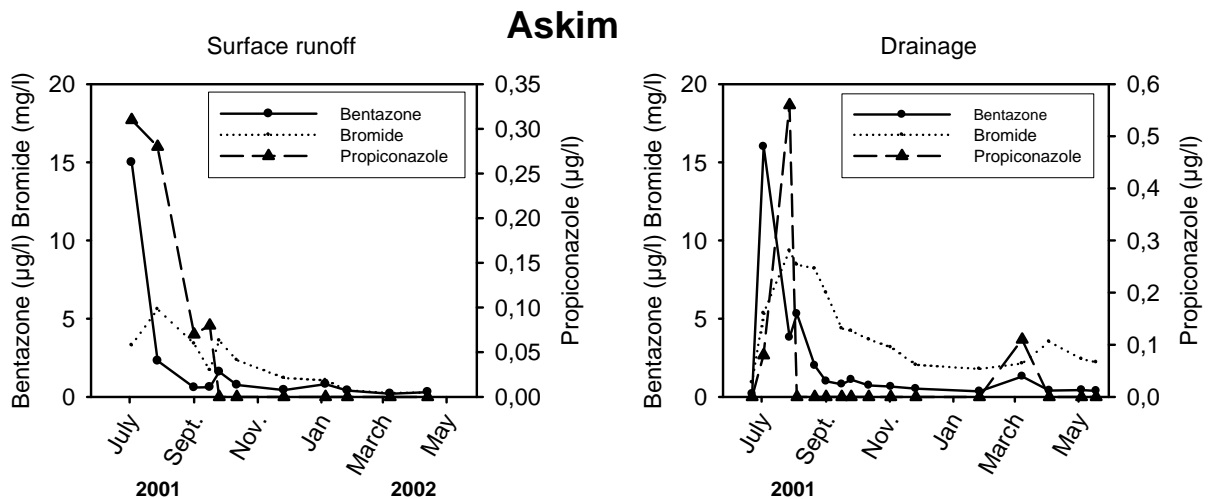 Askim
Surface runoff
Bentazone (µg/l) Bromide (mg/l)
20
15
10
5
0
Bentazone
Bromide
Propiconazole
0,35
0,30
0,25
0,20
0,15
0,10
0,05
0,00
Propiconazole (µg/l)
July
Sept.
Nov.
Jan
March
May
2001
2002
Drainage
Bentazone (µg/l) Bromide (mg/l)
20
15
10
5
0
Bentazone
Bromide
Propiconazole
0,6
0,5
0,4
0,3
0,2
0,1
0,0
Propiconazole (µg/l)
July
Sept.
Nov.
Jan
March
May
2001